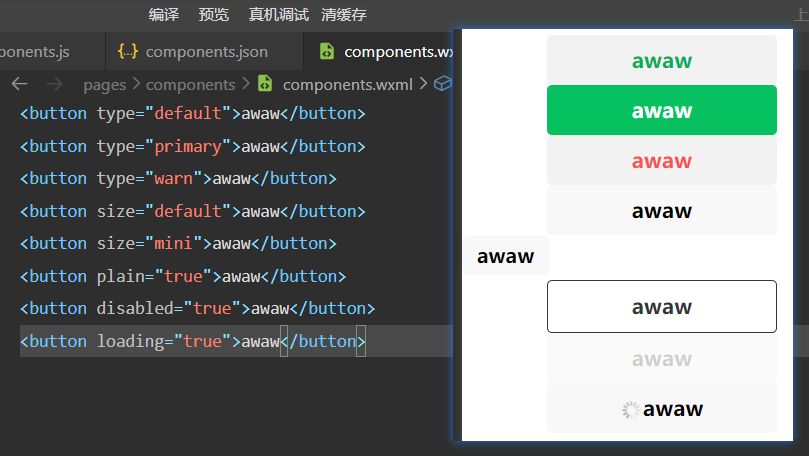 编译 预览 真机调试 清缓存 上
ponents.js components.json components.wx
pages > components > components.wxml >
<button type="default">awaw</button>
<button type="primary">awaw</button>
<button type="warn">awaw</button>
<button size="default">awaw</button>
<button size="mini">awaw</button>
<button plain="true">awaw</button>
<button disabled="true">awaw</button>
<button loading="true">awaw</button>
awaw
awaw
awaw
awaw
awaw
awaw
awaw
awaw